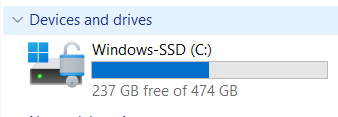 Devices and drives
Windows-SSD (C:)
237 GB free of 474 GB